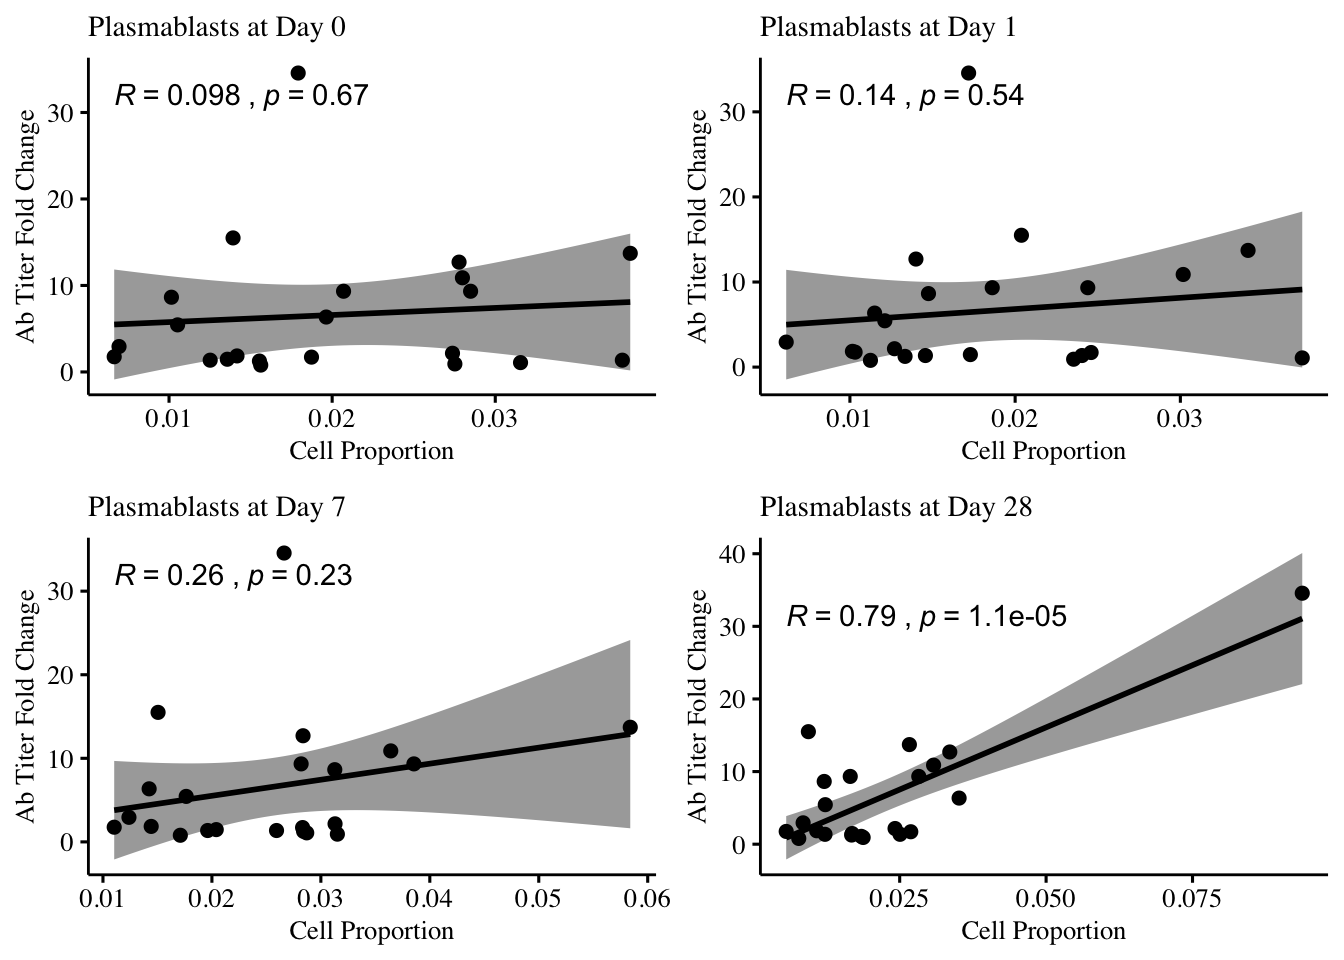 Plasmablasts at Day 0
R = 0.098 , p = 0.67
Ab Titer Fold Change
30
20
10
0
0.01 0.02 0.03
Cell Proportion
Plasmablasts at Day 1
R = 0.14 , p = 0.54
Ab Titer Fold Change
30
20
10
0
0.01 0.02 0.03
Cell Proportion
Plasmablasts at Day 7
R = 0.26 , p = 0.23
Ab Titer Fold Change
30
20
10
0
0.01 0.02 0.03 0.04 0.05 0.06
Cell Proportion
Plasmablasts at Day 28
R = 0.79 , p = 1.1e-05
Ab Titer Fold Change
40
30
20
10
0
0.025 0.050 0.075
Cell Proportion